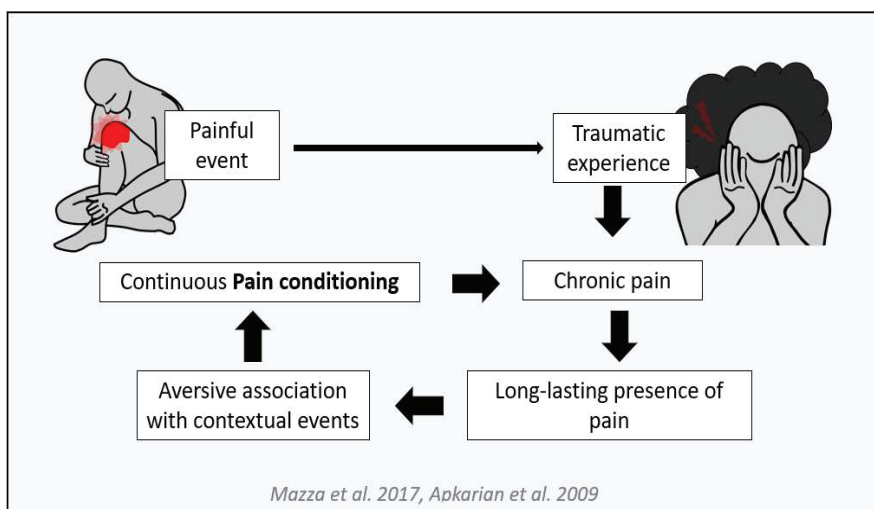 Painful
event
Traumatic
experience
Continuous Pain conditioning
Chronic pain
Aversive association
with contextual events
Long-lasting presence of
pain
Mazza et al. 2017, Apkarian et al. 2009